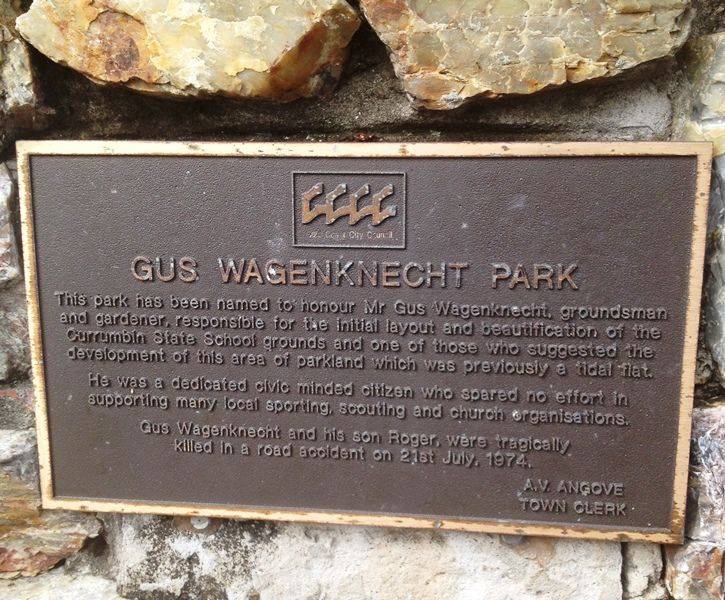 Gold Coast City Council
GUS WAGENKNECHT PARK
This park has been named to honour Mr Gus Wagenknecht, groundsman
and gardener, responsible for the initial layout and beautification of the
Currumbin State School grounds and one of those who suggested the
development of this area of parkland which was previously a tidal flat.
He was a dedicated civic minded citizen who spared no effort in
supporting many local sporting, scouting and church organisations.
Gus Wagenknecht and his son Roger, were tragically
killed in a road accident on 21st July, 1974.
A.V. ANGOVE
TOWN CLERK